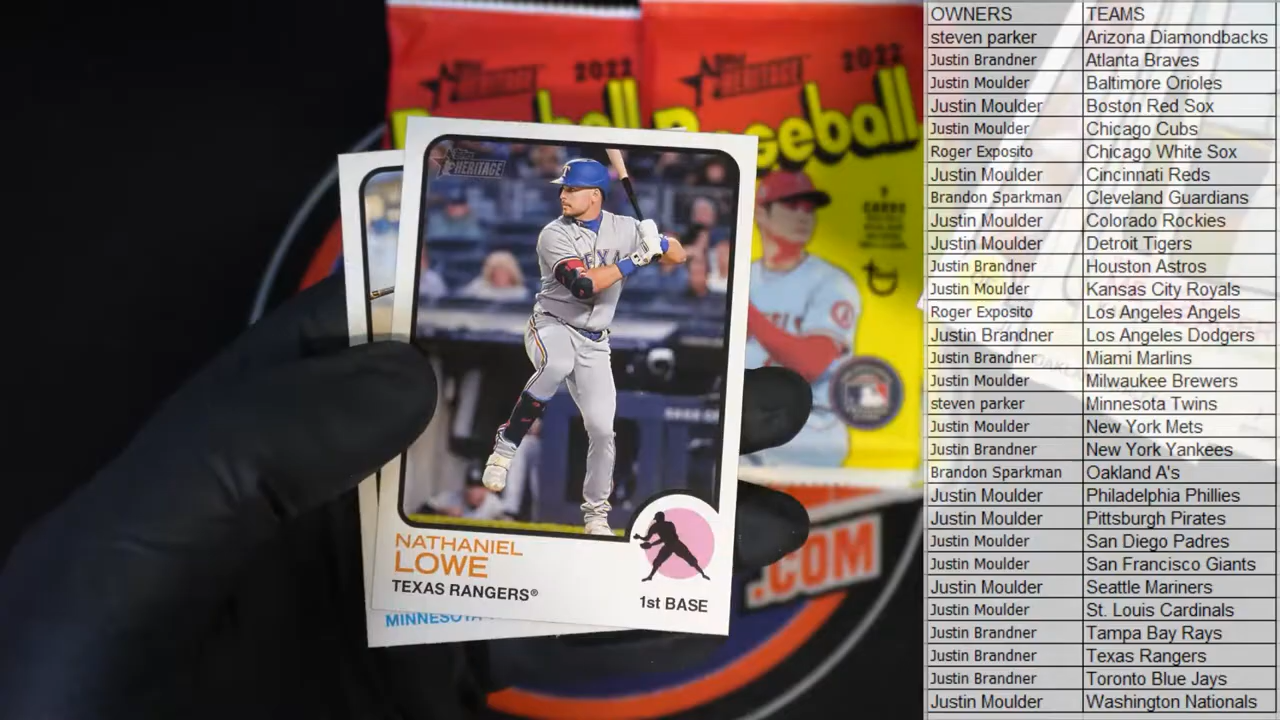 2022
Topps HERITAGE
2022
Baseball
7
CARDS
Topps HERITAGE
TEXAS
NATHANIEL
LOWE
TEXAS RANGERS®
1st BASE
MINNESOTA
.COM
OWNERS TEAMS
steven parker Arizona Diamondbacks
Justin Brandner Atlanta Braves
Justin Moulder Baltimore Orioles
Justin Moulder Boston Red Sox
Justin Moulder Chicago Cubs
Roger Exposito Chicago White Sox
Justin Moulder Cincinnati Reds
Brandon Sparkman Cleveland Guardians
Justin Moulder Colorado Rockies
Justin Moulder Detroit Tigers
Justin Brandner Houston Astros
Justin Moulder Kansas City Royals
Roger Exposito Los Angeles Angels
Justin Brandner Los Angeles Dodgers
Justin Brandner Miami Marlins
Justin Moulder Milwaukee Brewers
steven parker Minnesota Twins
Justin Moulder New York Mets
Justin Brandner New York Yankees
Brandon Sparkman Oakland A's
Justin Moulder Philadelphia Phillies
Justin Moulder Pittsburgh Pirates
Justin Moulder San Diego Padres
Justin Moulder San Francisco Giants
Justin Moulder Seattle Mariners
Justin Moulder St. Louis Cardinals
Justin Brandner Tampa Bay Rays
Justin Brandner Texas Rangers
Justin Brandner Toronto Blue Jays
Justin Moulder Washington Nationals